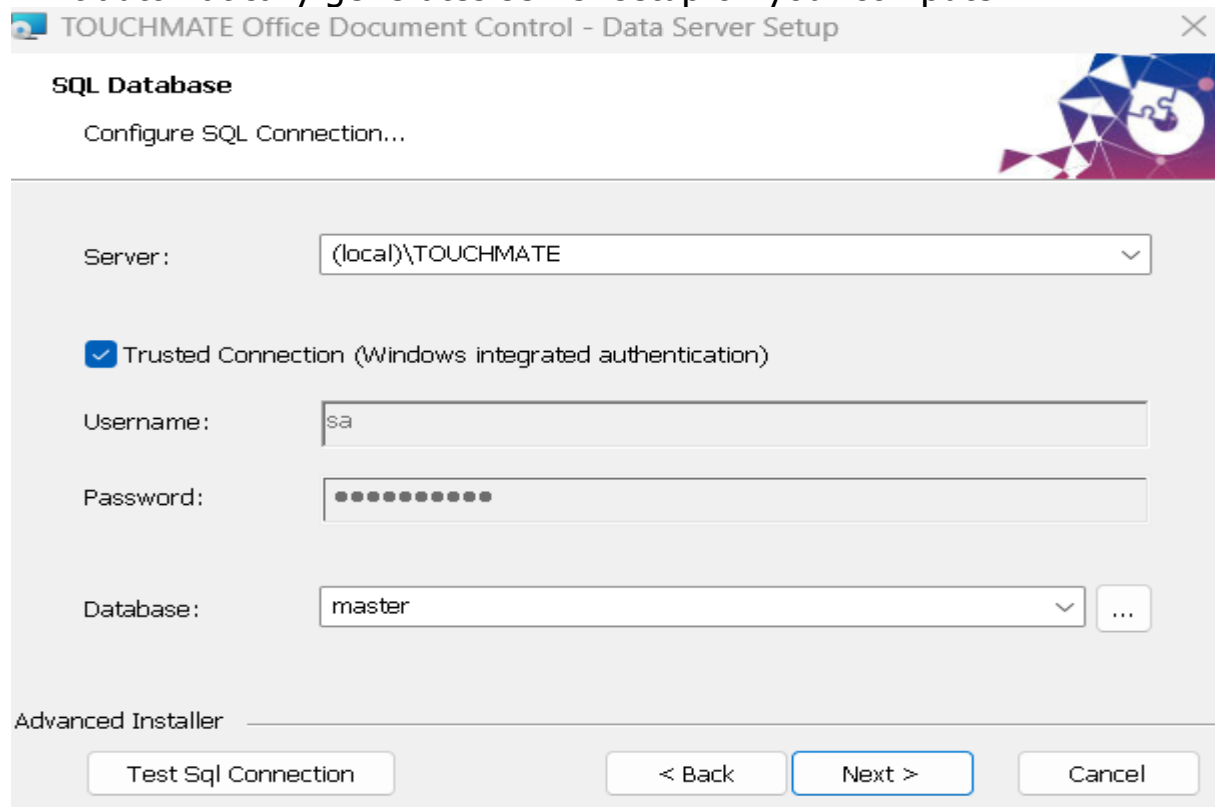 TOUCHMATE Office Document Control - Data Server Setup
SQL Database
Configure SQL Connection...
Server: (local)\TOUCHMATE
Trusted Connection (Windows integrated authentication)
Username: sa
Password: ●●●●●●●●●●
Database: master ...
Advanced Installer
Test Sql Connection < Back Next > Cancel